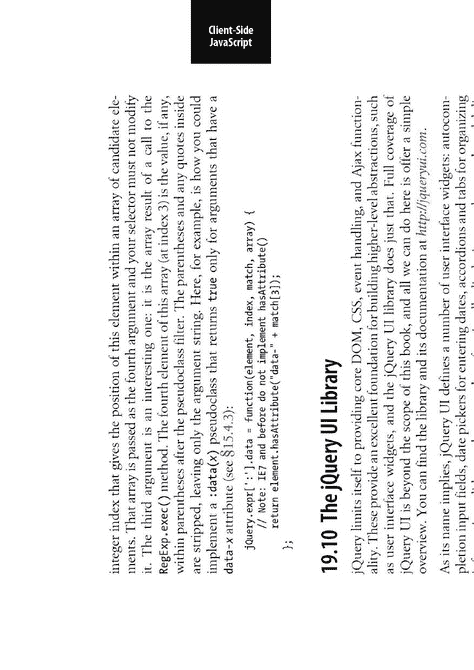 Client-Side
JavaScript
integer index that gives the position of this element within an array of candidate ele-
ments. That array is passed as the fourth argument and your selector must not modify
it. The third argument is an interesting one: it is the array result of a call to the
RegExp.exec() method. The fourth element of this array (at index 3) is the value, if any,
within parentheses after the pseudoclass filter. The parentheses and any quotes inside
are stripped, leaving only the argument string. Here, for example, is how you could
implement a :data(x) pseudoclass that returns true only for arguments that have a
data-x attribute (see §15.4.3):
jQuery.expr[':'].data = function(element, index, match, array) {
// Note: IE7 and before do not implement hasAttribute()
return element.hasAttribute("data-" + match[3]);
};
19.10 The jQuery UI Library
jQuery limits itself to providing core DOM, CSS, event handling, and Ajax function-
ality. These provide an excellent foundation for building higher-level abstractions, such
as user interface widgets, and the jQuery UI library does just that. Full coverage of
jQuery UI is beyond the scope of this book, and all we can do here is offer a simple
overview. You can find the library and its documentation at http://jqueryui.com.
As its name implies, jQuery UI defines a number of user interface widgets: autocom-
pletion input fields, date pickers for entering dates, accordions and tabs for organizing